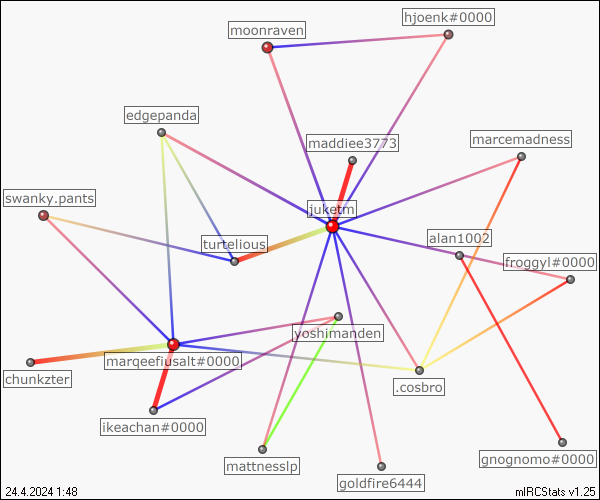 hjoenk#0000
moonraven
edgepanda
maddiee3773
marcemadness
swanky.pants
juketm
turtelious
alan1002
froggyl#0000
yoshimanden
marqeefiusalt#0000
chunkzter
.cosbro
ikeachan#0000
mattnesslp
gnognomo#0000
goldfire6444
24.4.2024 1:48
mIRCStats v1.25